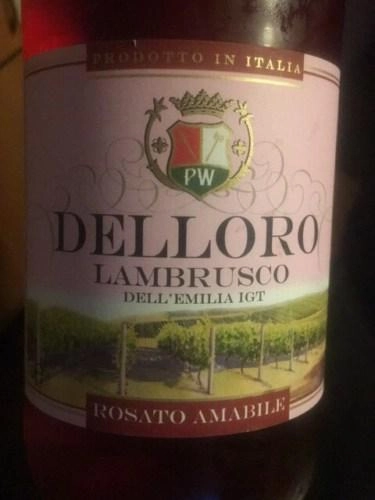 PRODOTTO IN ITALIA
PW
DELLORO
LAMBRUSCO
DELL'EMILIA IGT
ROSATO AMABILE